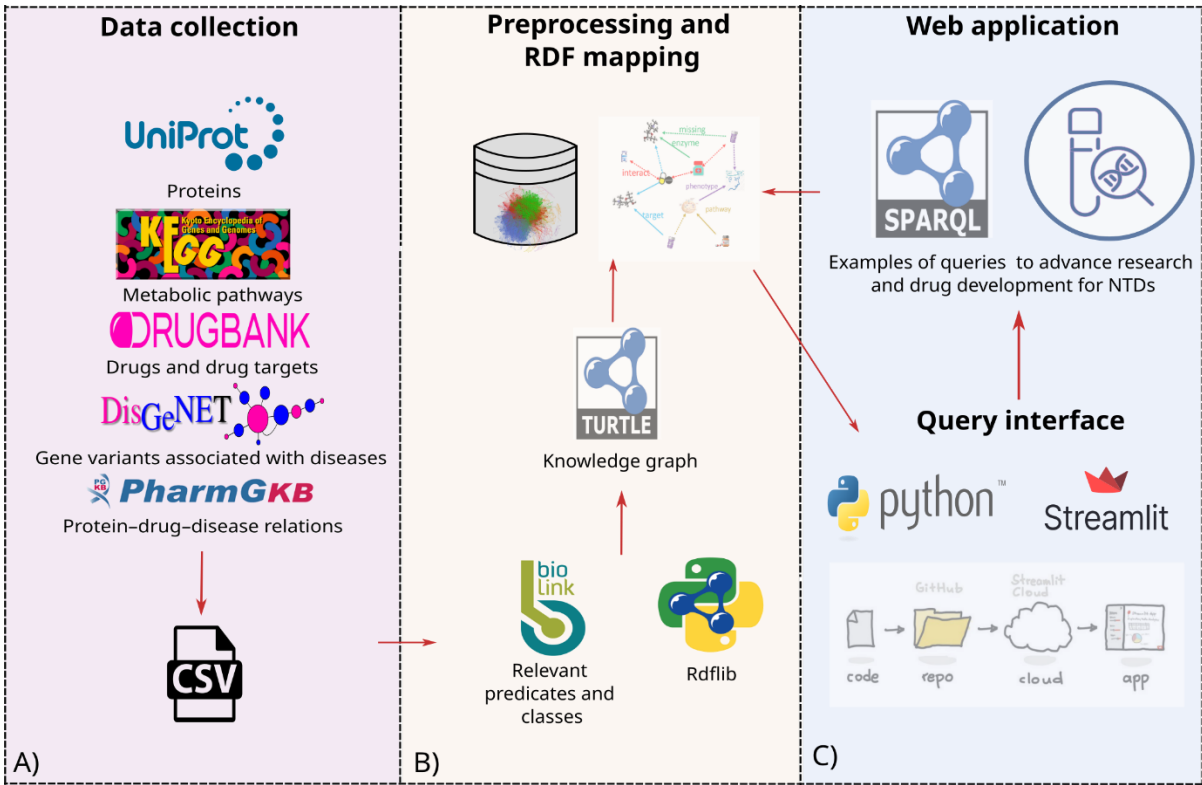 Data collection
UniProt
Proteins
KEGG
Kyoto Encyclopedia of
Genes and Genomes
Metabolic pathways
DRUGBANK
Drugs and drug targets
DisGeNET
Gene variants associated with diseases
PG
KB
PharmGKB
Protein–drug–disease relations
CSV
A)
Preprocessing and
RDF mapping
missing
enzyme
interact
phenotype
target
pathway
TURTLE
Knowledge graph
bio
link
Relevant
predicates and
classes
Rdflib
B)
Web application
SPARQL
Examples of queries to advance research
and drug development for NTDs
Query interface
python™
Streamlit
GitHub
Streamlit
Cloud
code
repo
cloud
app
C)